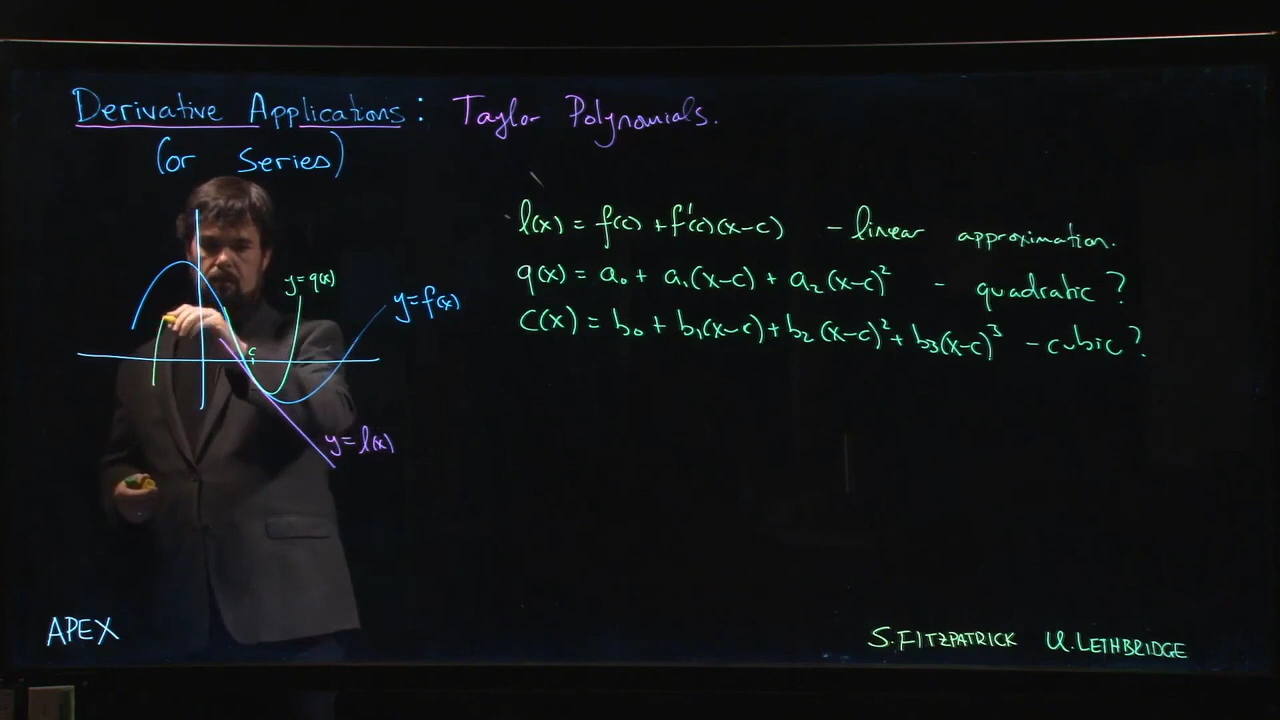 Derivative Applications: Taylor Polynomials.
(or Series)
l(x) = f(c) + f'(c)(x-c) - linear approximation.
q(x) = a₀ + a₁(x-c) + a₂(x-c)² - quadratic?
c(x) = b₀ + b₁(x-c) + b₂(x-c)² + b₃(x-c)³ - cubic?
y=q(x)
y=f(x)
c
y=l(x)
APEX
S. FITZPATRICK U. LETHBRIDGE